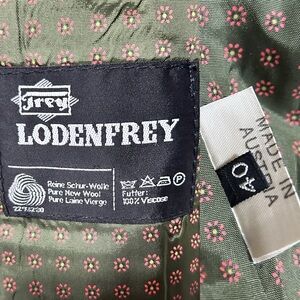 Frey
LODENFREY
Reine Schur-Wolle
Pure New Wool
Pure Laine Vierge
Futter:
100% Viscose
P
MADE IN
AUSTRIA
40